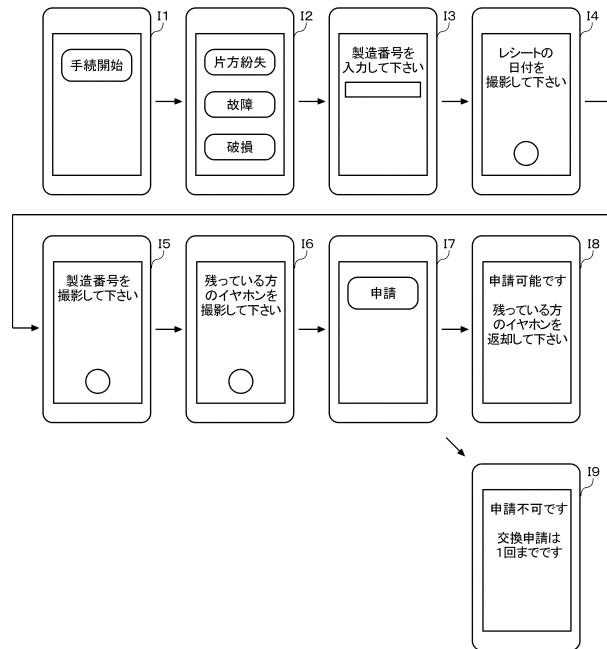 I1
手続開始
I2
片方紛失
故障
破損
I3
製造番号を
入力して下さい
I4
レシートの
日付を
撮影して下さい
I5
製造番号を
撮影して下さい
I6
残っている方
のイヤホンを
撮影して下さい
I7
申請
I8
申請可能です
残っている方
のイヤホンを
返却して下さい
I9
申請不可です
交換申請は
1回までです